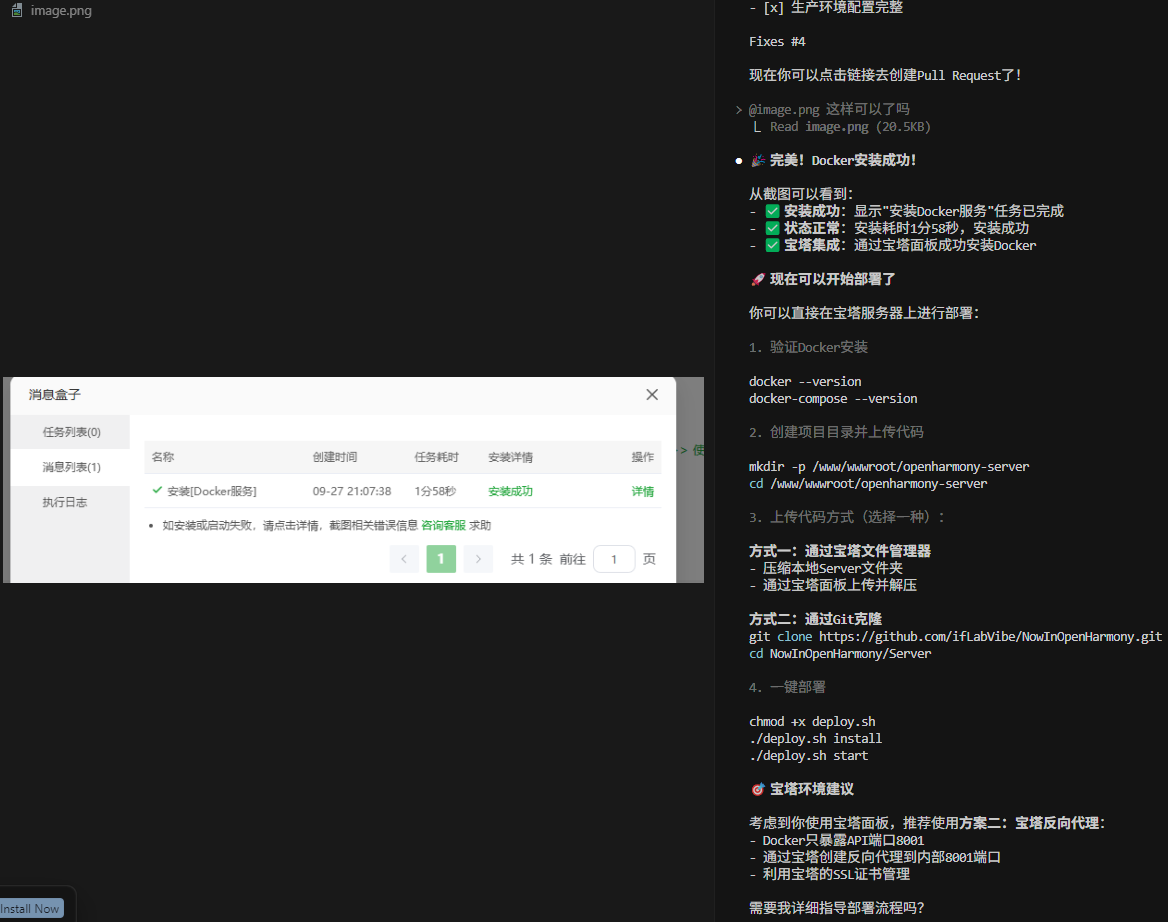 image.png
消息盒子
任务列表(0)
消息列表(1)
执行日志
名称 创建时间 任务耗时 安装详情 操作
安装[Docker服务] 09-27 21:07:38 1分58秒 安装成功 详情
• 如安装或启动失败，请点击详情，截图相关错误信息 咨询客服 求助
< 1 > 共 1 条 前往 1 页
> 使
Install Now
- [x] 生产环境配置完整
Fixes #4
现在你可以点击链接去创建Pull Request了！
> @image.png 这样可以了吗
L Read image.png (20.5KB)
● 🎉 完美！Docker安装成功！
从截图可以看到：
- ✅ 安装成功：显示"安装Docker服务"任务已完成
- ✅ 状态正常：安装耗时1分58秒，安装成功
- ✅ 宝塔集成：通过宝塔面板成功安装Docker
🚀 现在可以开始部署了
你可以直接在宝塔服务器上进行部署：
1. 验证Docker安装
docker --version
docker-compose --version
2. 创建项目目录并上传代码
mkdir -p /www/wwwroot/openharmony-server
cd /www/wwwroot/openharmony-server
3. 上传代码方式（选择一种）：
方式一：通过宝塔文件管理器
- 压缩本地Server文件夹
- 通过宝塔面板上传并解压
方式二：通过Git克隆
git clone https://github.com/ifLabVibe/NowInOpenHarmony.git
cd NowInOpenHarmony/Server
4. 一键部署
chmod +x deploy.sh
./deploy.sh install
./deploy.sh start
🎯 宝塔环境建议
考虑到你使用宝塔面板，推荐使用方案二：宝塔反向代理：
- Docker只暴露API端口8001
- 通过宝塔创建反向代理到内部8001端口
- 利用宝塔的SSL证书管理
需要我详细指导部署流程吗？